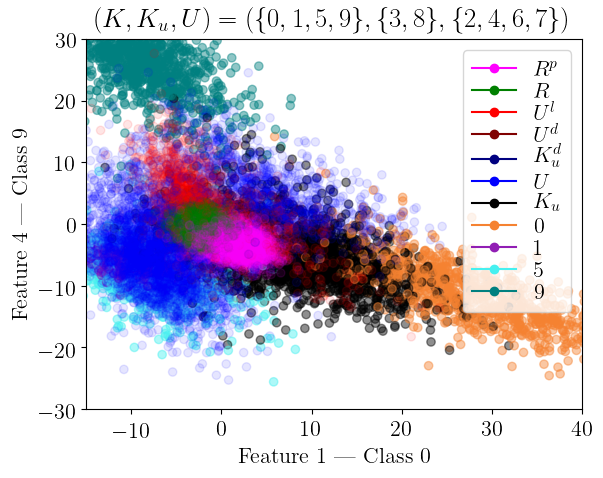 (K, K_u, U) = ({0, 1, 5, 9}, {3, 8}, {2, 4, 6, 7})
30
20
10
0
−10
−20
−30
Feature 4 — Class 9
R^p
R
U^l
U^d
K_u^d
U
K_u
0
1
5
9
−10
0
10
20
30
40
Feature 1 — Class 0